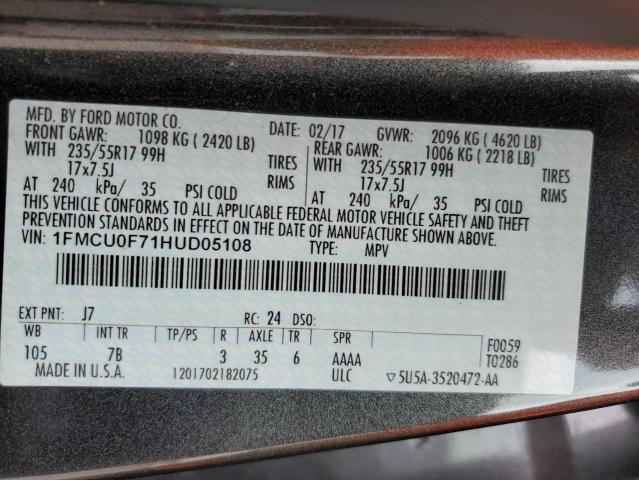 MFD. BY FORD MOTOR CO.
DATE: 02/17 GVWR: 2096 KG ( 4620 LB)
FRONT GAWR: 1098 KG ( 2420 LB) REAR GAWR: 1006 KG ( 2218 LB)
WITH 235/55R17 99H TIRES WITH 235/55R17 99H TIRES
17x7.5J RIMS 17x7.5J RIMS
AT 240 kPa/ 35 PSI COLD AT 240 kPa/ 35 PSI COLD
THIS VEHICLE CONFORMS TO ALL APPLICABLE FEDERAL MOTOR VEHICLE SAFETY AND THEFT
PREVENTION STANDARDS IN EFFECT ON THE DATE OF MANUFACTURE SHOWN ABOVE.
VIN: 1FMCU0F71HUD05108 TYPE: MPV
EXT PNT: J7 RC: 24 DSO:
WB INT TR TP/PS R AXLE TR SPR F0059
105 7B 3 35 6 AAAA T0286
MADE IN U.S.A. 1201702182075 ULC ▽5U5A-3520472-AA